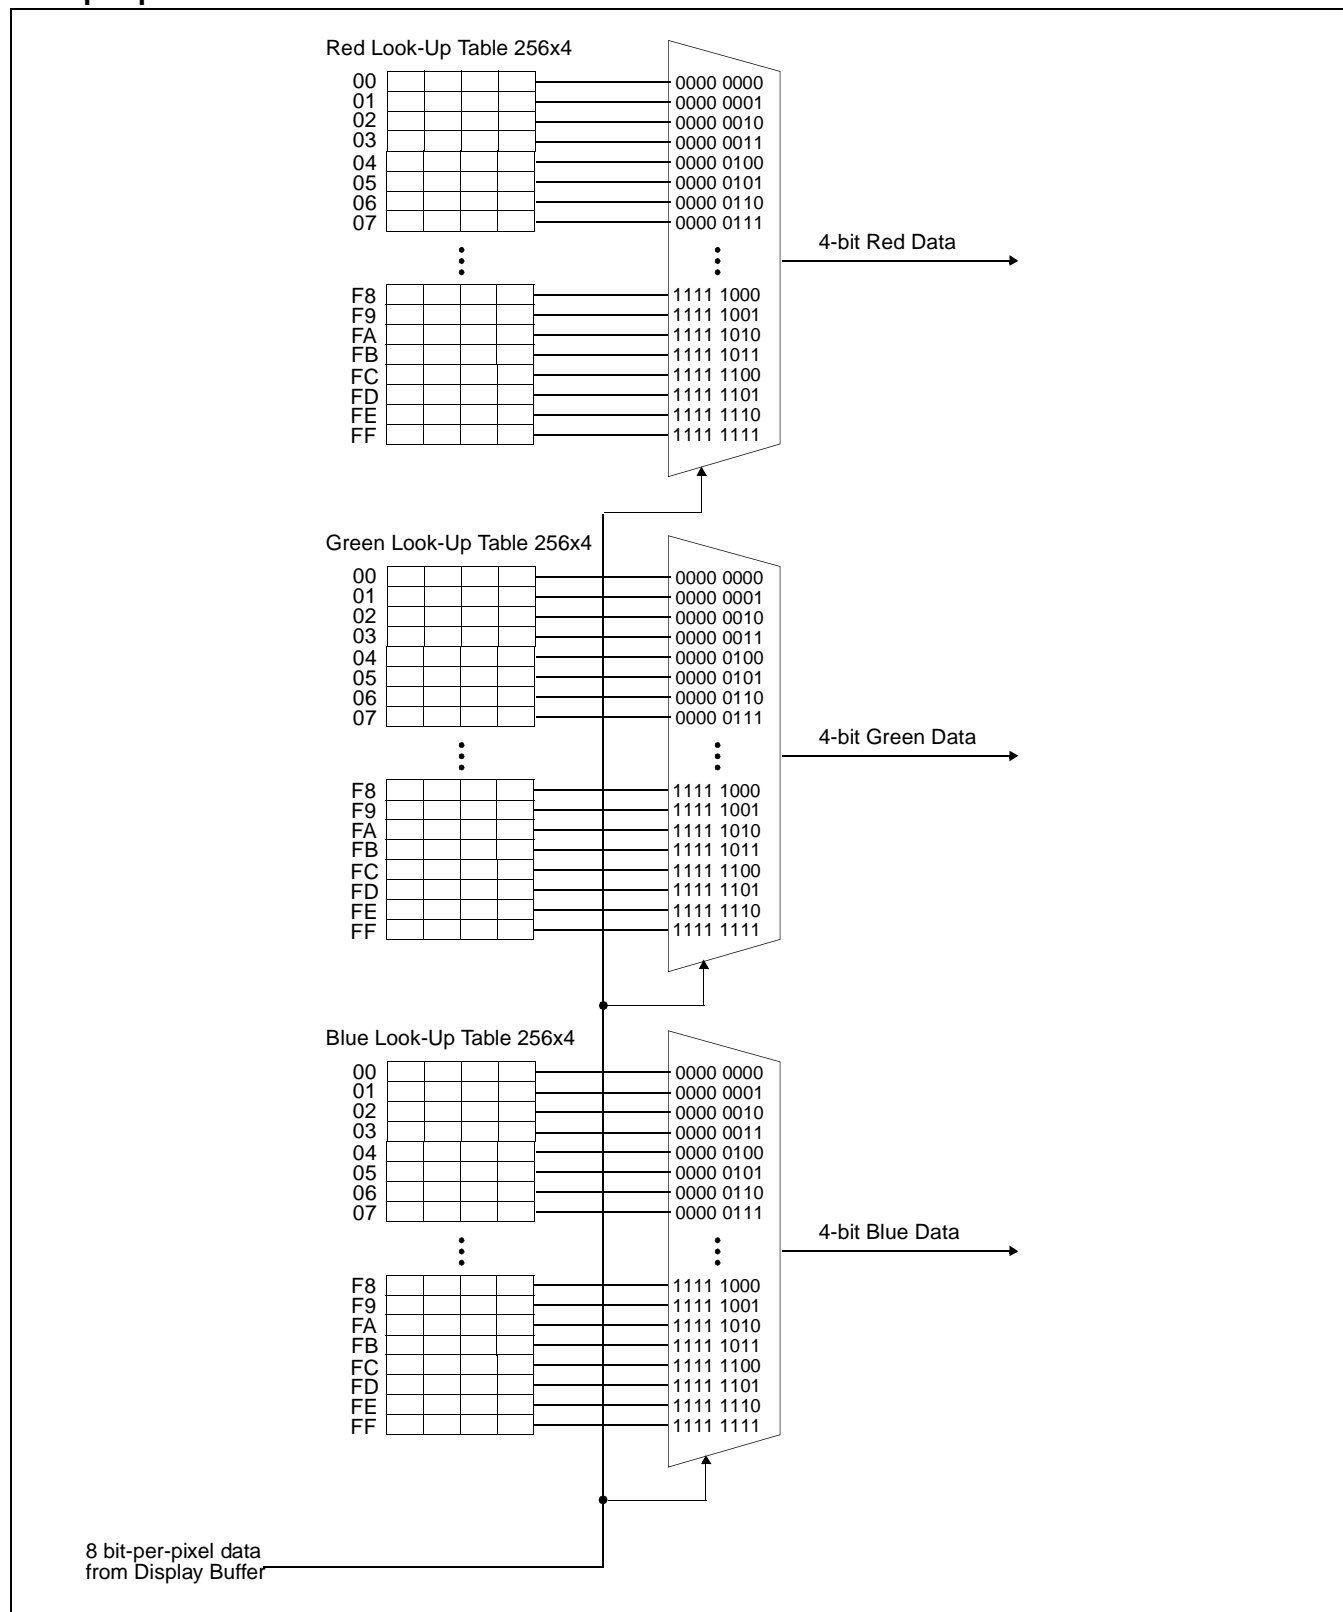 Red Look-Up Table 256x4
00 0000 0000
01 0000 0001
02 0000 0010
03 0000 0011
04 0000 0100
05 0000 0101
06 0000 0110
07 0000 0111
4-bit Red Data
F8 1111 1000
F9 1111 1001
FA 1111 1010
FB 1111 1011
FC 1111 1100
FD 1111 1101
FE 1111 1110
FF 1111 1111
Green Look-Up Table 256x4
00 0000 0000
01 0000 0001
02 0000 0010
03 0000 0011
04 0000 0100
05 0000 0101
06 0000 0110
07 0000 0111
4-bit Green Data
F8 1111 1000
F9 1111 1001
FA 1111 1010
FB 1111 1011
FC 1111 1100
FD 1111 1101
FE 1111 1110
FF 1111 1111
Blue Look-Up Table 256x4
00 0000 0000
01 0000 0001
02 0000 0010
03 0000 0011
04 0000 0100
05 0000 0101
06 0000 0110
07 0000 0111
4-bit Blue Data
F8 1111 1000
F9 1111 1001
FA 1111 1010
FB 1111 1011
FC 1111 1100
FD 1111 1101
FE 1111 1110
FF 1111 1111
8 bit-per-pixel data
from Display Buffer